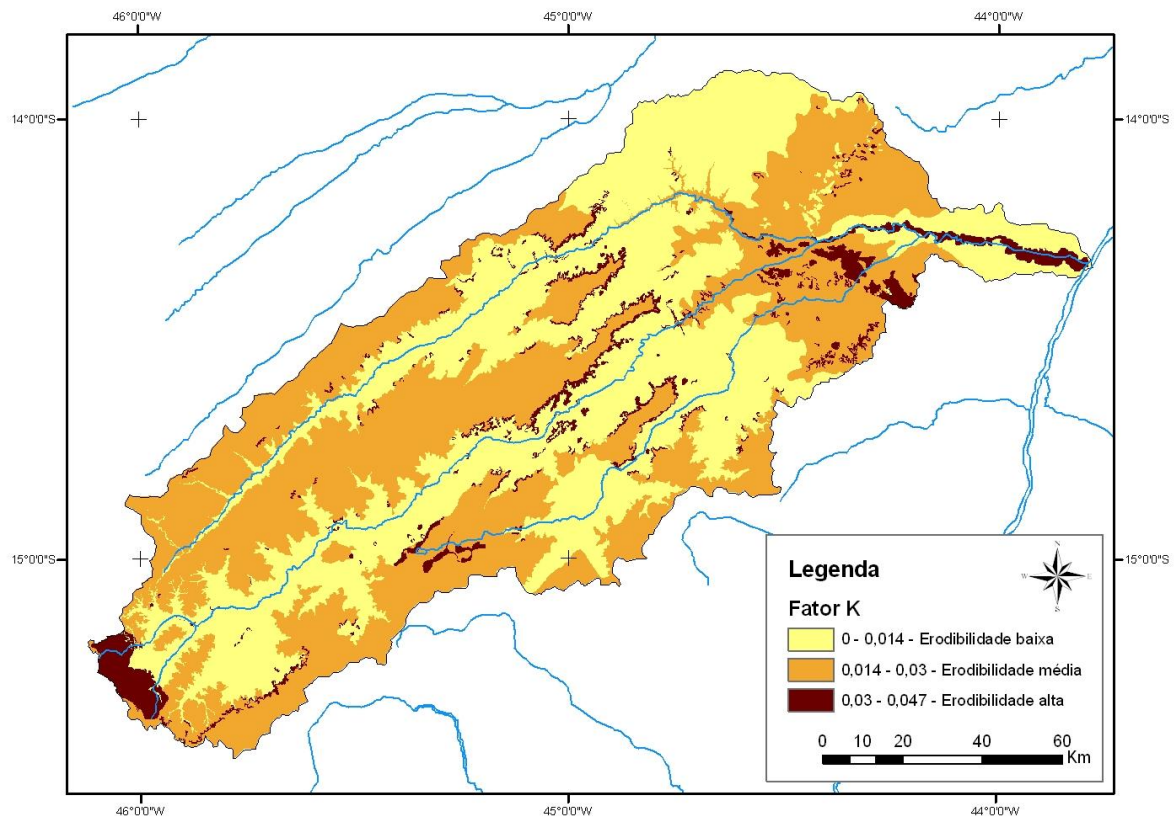 46°0'0"W
45°0'0"W
44°0'0"W
14°0'0"S
14°0'0"S
15°0'0"S
15°0'0"S
Legenda
N
W
E
S
Fator K
0 - 0,014 - Erodibilidade baixa
0,014 - 0,03 - Erodibilidade média
0,03 - 0,047 - Erodibilidade alta
0 10 20 40 60
Km
46°0'0"W
45°0'0"W
44°0'0"W